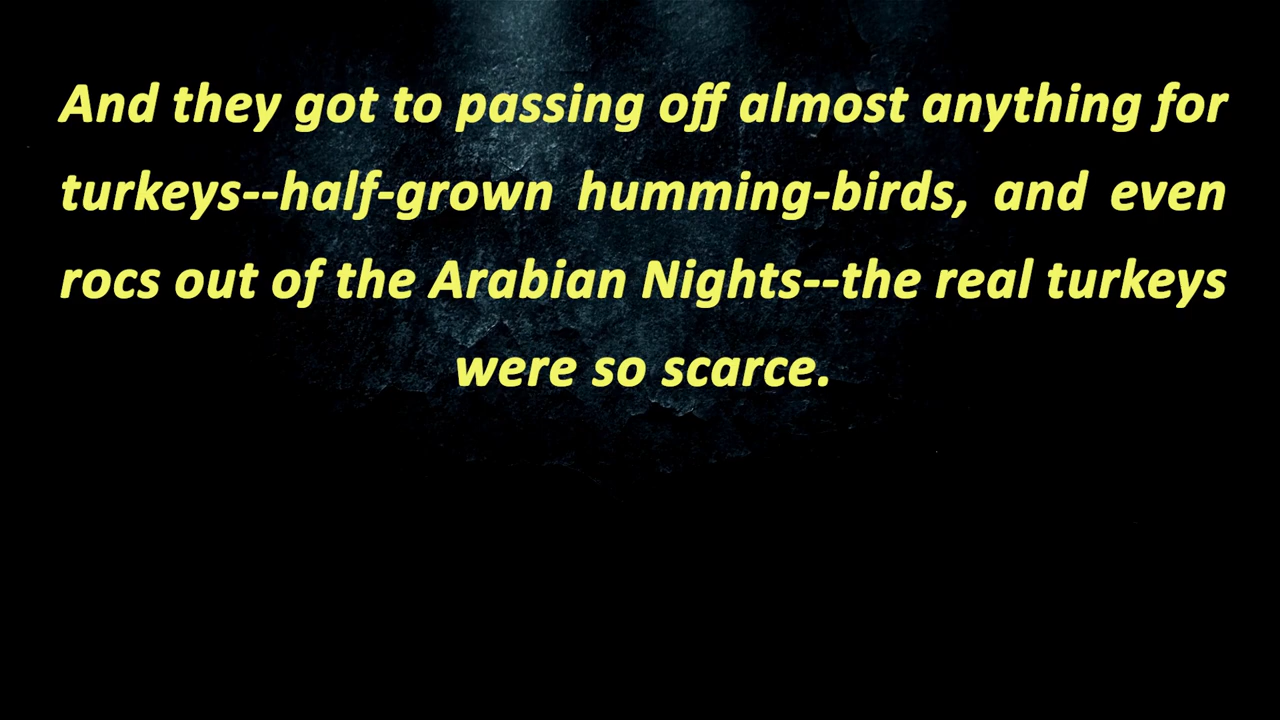 And they got to passing off almost anything for
turkeys--half-grown humming-birds, and even
rocs out of the Arabian Nights--the real turkeys
were so scarce.